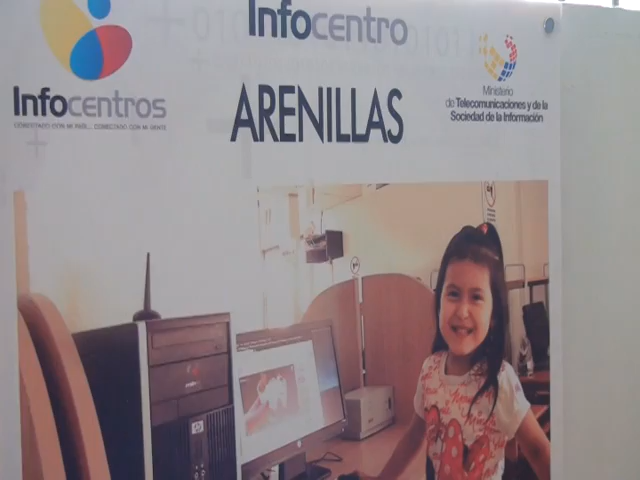 Infocentro
ARENILLAS
Infocentros
CONECTADO CON MI PAÍS... CONECTADO CON MI GENTE
Ministerio
de Telecomunicaciones y de la
Sociedad de la Información
hp